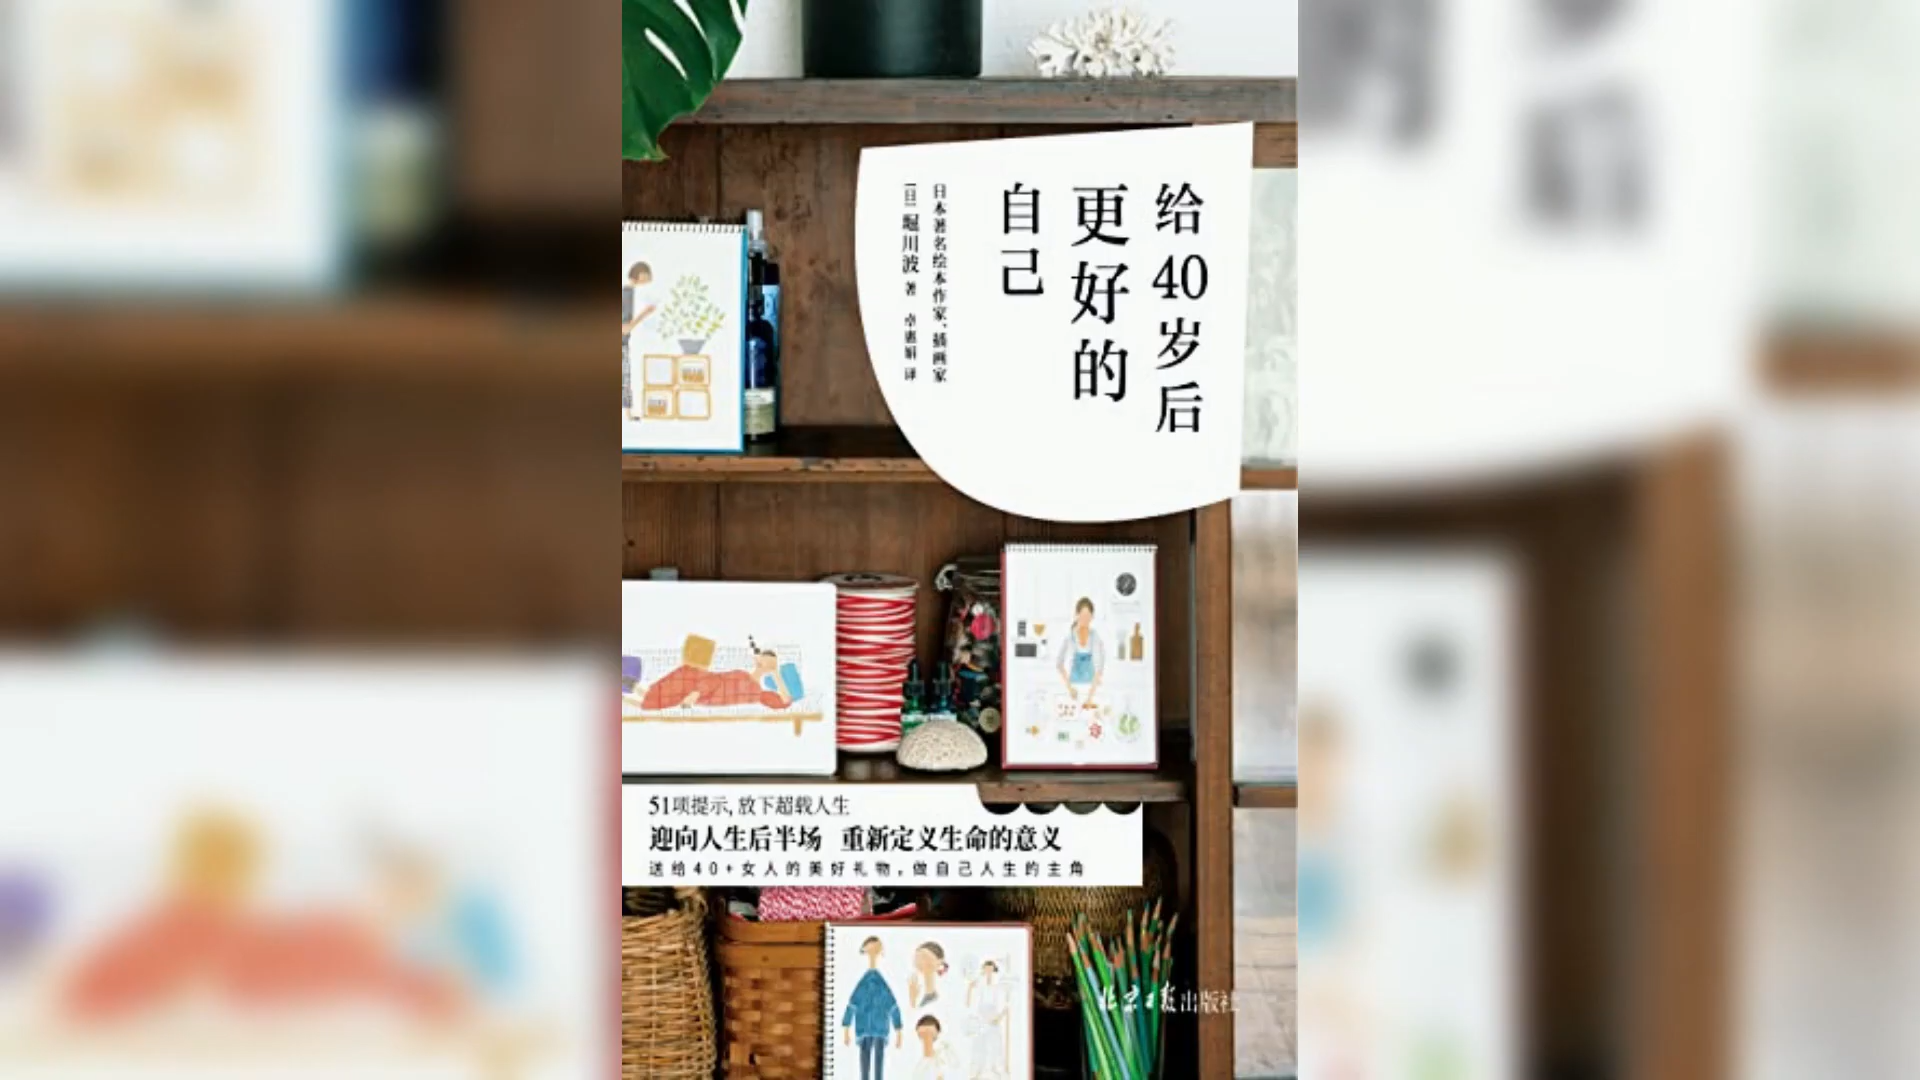 给40岁后
更好的
自己
日本著名绘本作家、插画家
[日]堀川波 著 卓惠娟 译
51项提示, 放下超载人生
迎向人生后半场 重新定义生命的意义
送给40+女人的美好礼物，做自己人生的主角
北京日报出版社